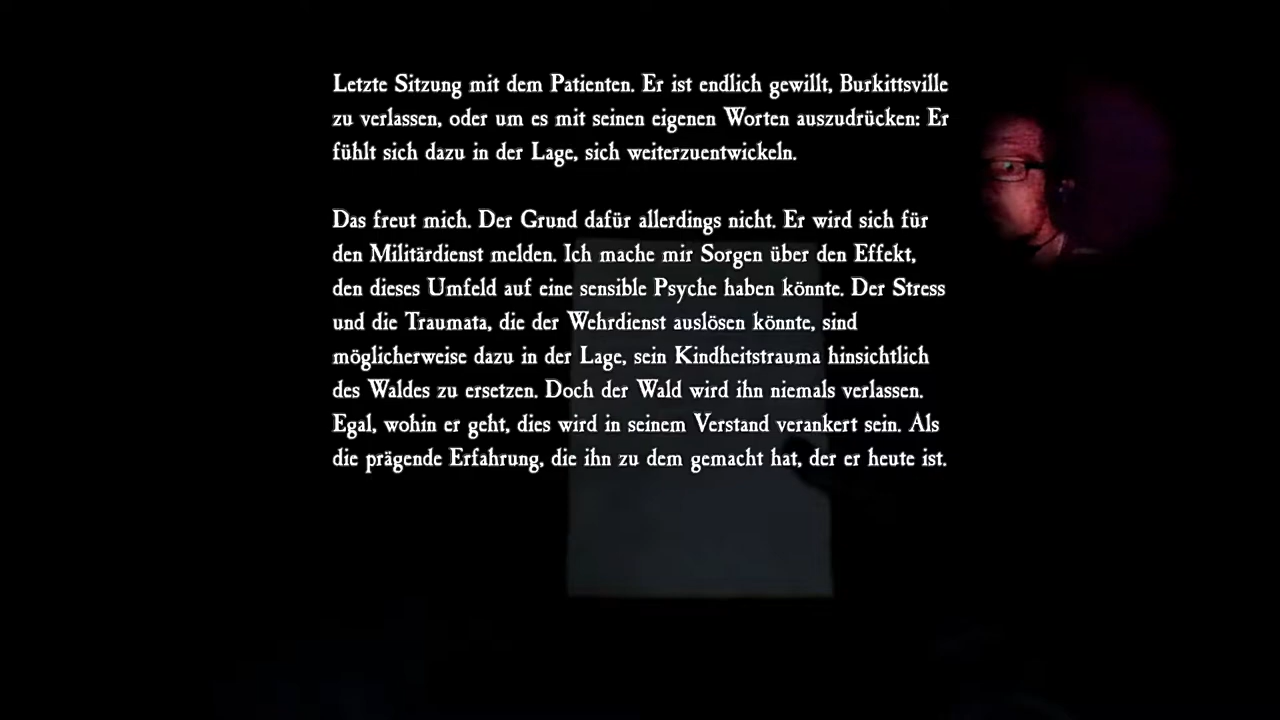 Letzte Sitzung mit dem Patienten. Er ist endlich gewillt, Burkittsville
zu verlassen, oder um es mit seinen eigenen Worten auszudrücken: Er
fühlt sich dazu in der Lage, sich weiterzuentwickeln.
Das freut mich. Der Grund dafür allerdings nicht. Er wird sich für
den Militärdienst melden. Ich mache mir Sorgen über den Effekt,
den dieses Umfeld auf eine sensible Psyche haben könnte. Der Stress
und die Traumata, die der Wehrdienst auslösen könnte, sind
möglicherweise dazu in der Lage, sein Kindheitstrauma hinsichtlich
des Waldes zu ersetzen. Doch der Wald wird ihn niemals verlassen.
Egal, wohin er geht, dies wird in seinem Verstand verankert sein. Als
die prägende Erfahrung, die ihn zu dem gemacht hat, der er heute ist.